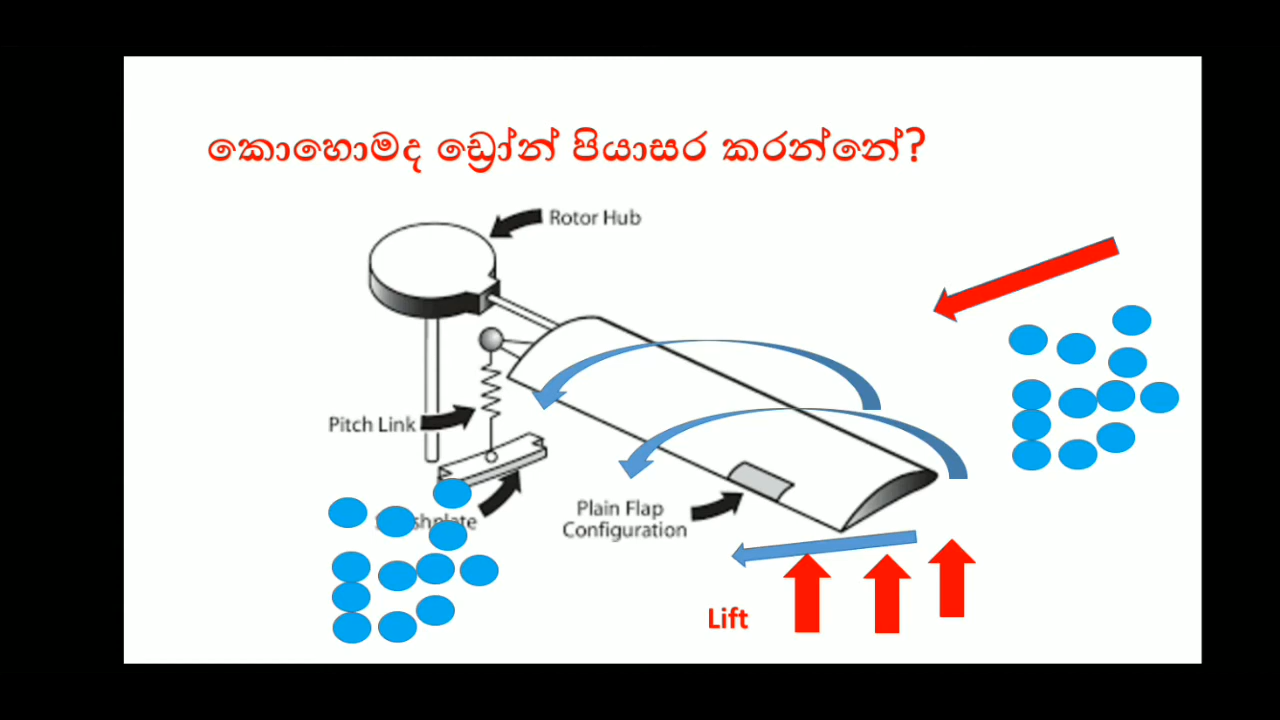 කොහොමද ඩ්‍රෝන් පියාසර කරන්නේ?
Rotor Hub
Pitch Link
Plain Flap
Configuration
Lift